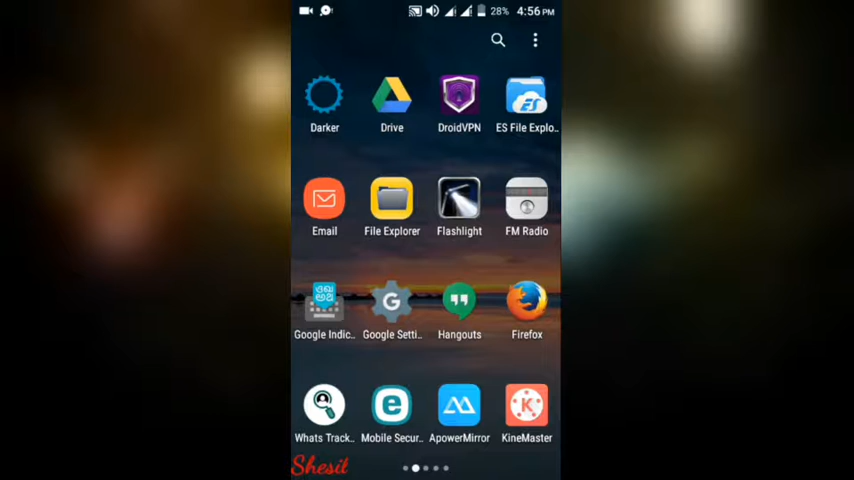 28% 4:56 PM
Darker Drive DroidVPN ES File Explo..
Email File Explorer Flashlight FM Radio
Google Indic.. Google Setti.. Hangouts Firefox
Whats Track.. Mobile Secur.. ApowerMirror KineMaster
Shesil